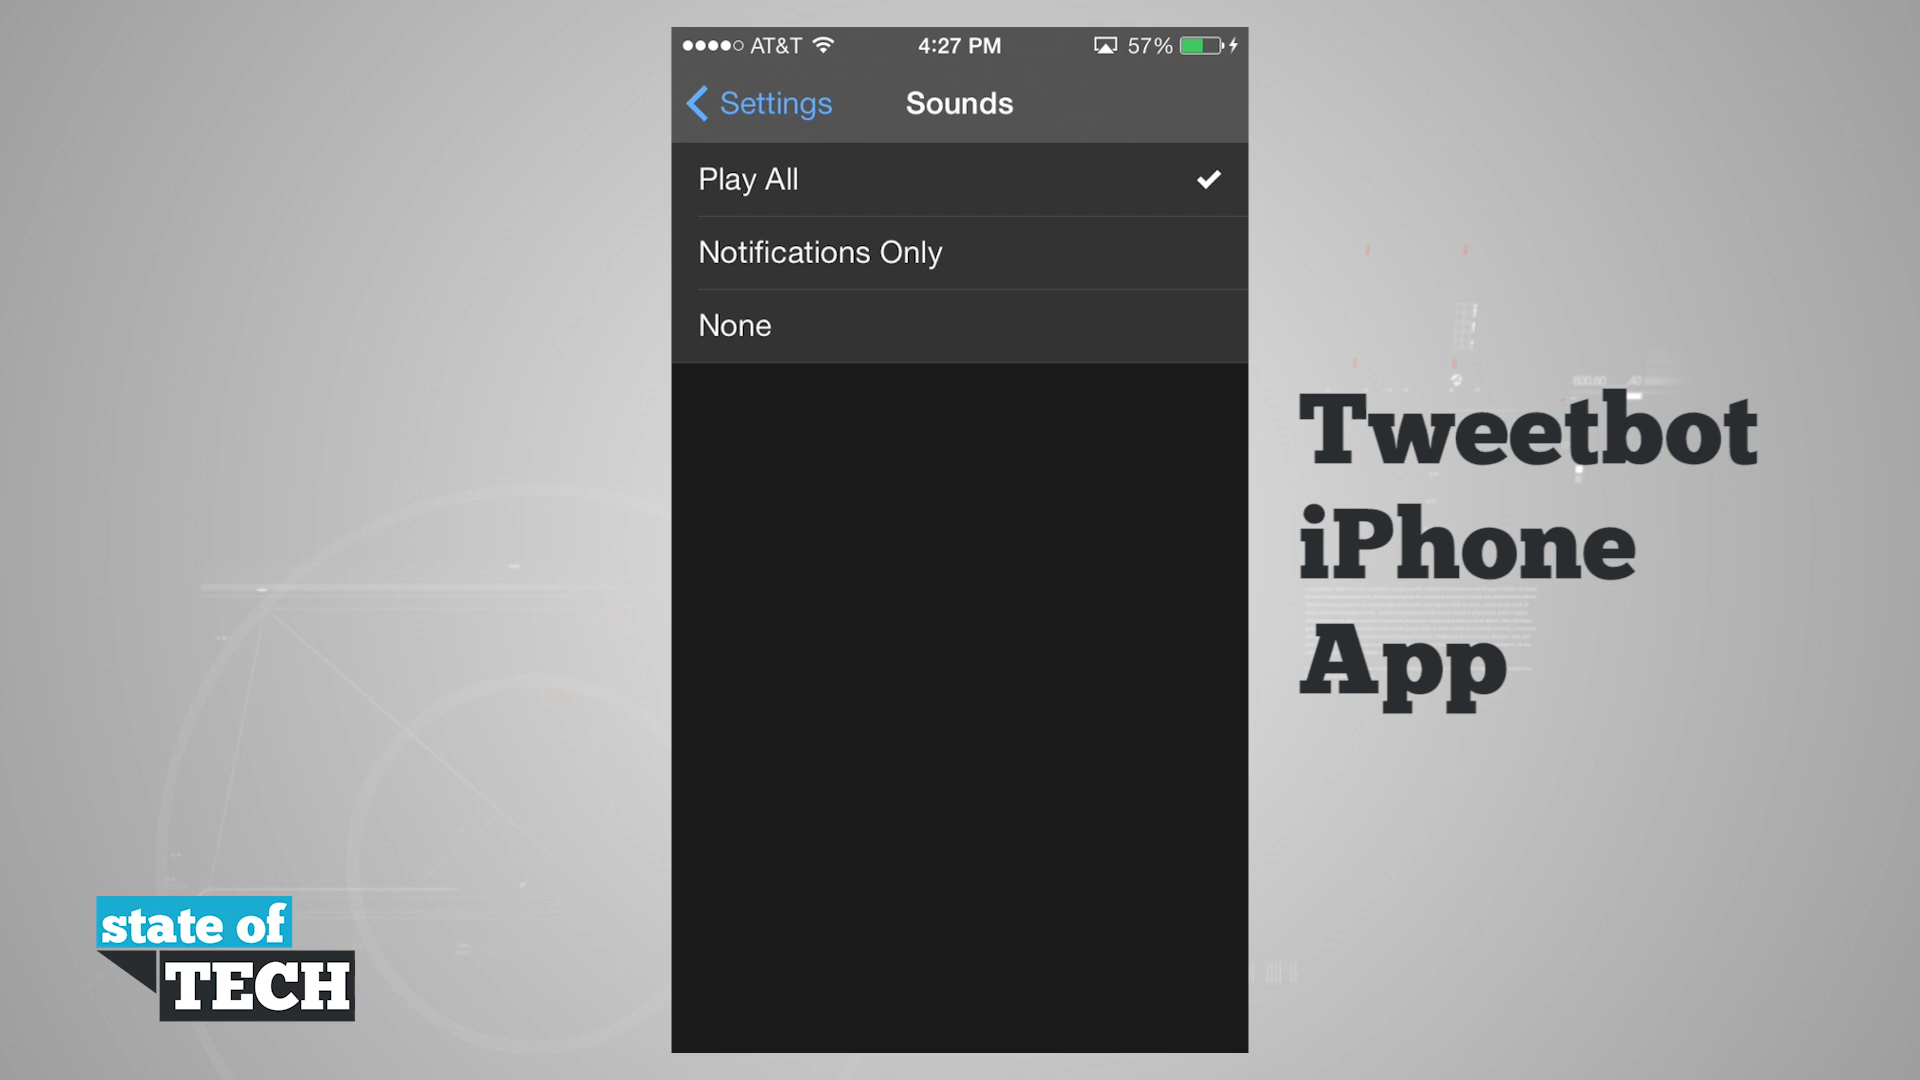 AT&T 4:27 PM 57%
Settings Sounds
Play All
Notifications Only
None
Tweetbot
iPhone
App
state of
TECH